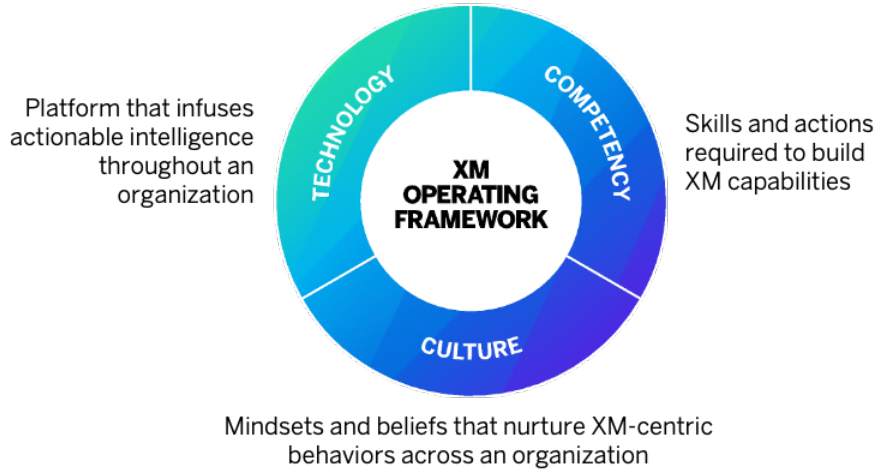 TECHNOLOGY
COMPETENCY
CULTURE
XM
OPERATING
FRAMEWORK
Platform that infuses
actionable intelligence
throughout an
organization
Skills and actions
required to build
XM capabilities
Mindsets and beliefs that nurture XM-centric
behaviors across an organization